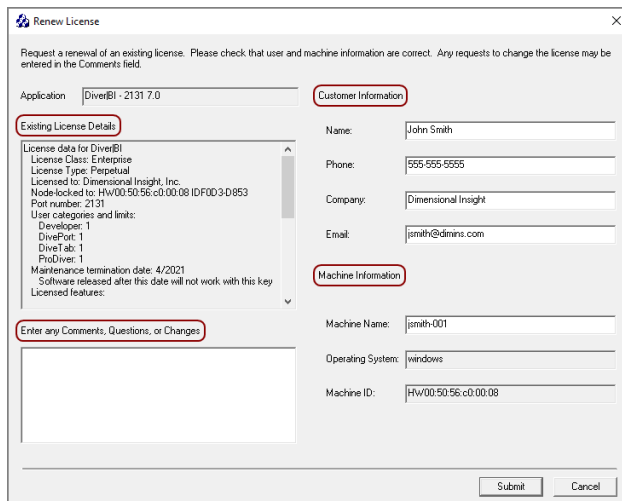 Renew License
Request a renewal of an existing license. Please check that user and machine information are correct. Any requests to change the license may be
entered in the Comments field.
Application
Diver|BI - 2131 7.0
Existing License Details
License data for Diver|BI
License Class: Enterprise
License Type: Perpetual
Licensed to: Dimensional Insight, Inc.
Node-locked to: HW00:50:56:c0:00:08 IDF0D3-D853
Port number: 2131
User categories and limits:
Developer: 1
DivePort: 1
DiveTab: 1
ProDiver: 1
Maintenance termination date: 4/2021
Software released after this date will not work with this key
Licensed features:
Enter any Comments, Questions, or Changes
Customer Information
Name:
John Smith
Phone:
555-555-5555
Company:
Dimensional Insight
Email:
jsmith@dimins.com
Machine Information
Machine Name:
jsmith-001
Operating System:
windows
Machine ID:
HW00:50:56:c0:00:08
Submit
Cancel